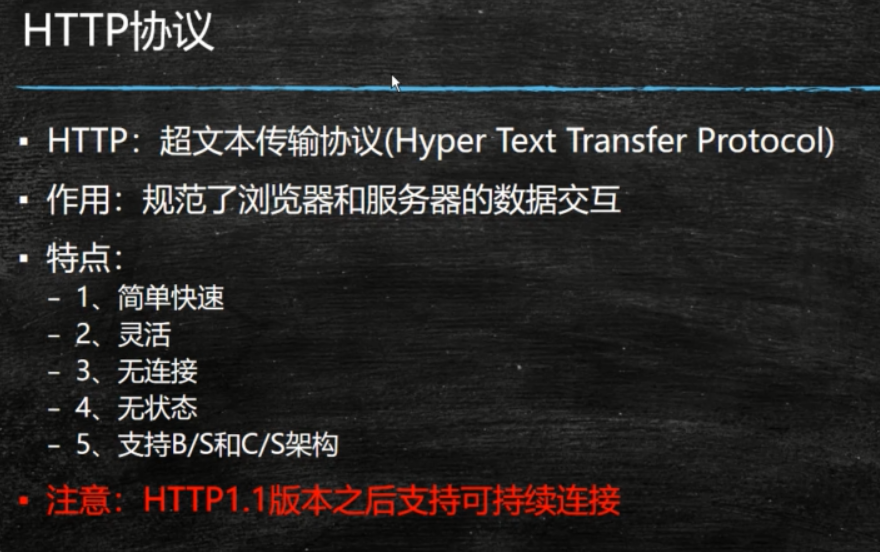 HTTP协议
▪ HTTP：超文本传输协议(Hyper Text Transfer Protocol)
▪ 作用：规范了浏览器和服务器的数据交互
▪ 特点：
– 1、简单快速
– 2、灵活
– 3、无连接
– 4、无状态
– 5、支持B/S和C/S架构
▪ 注意：HTTP1.1版本之后支持可持续连接